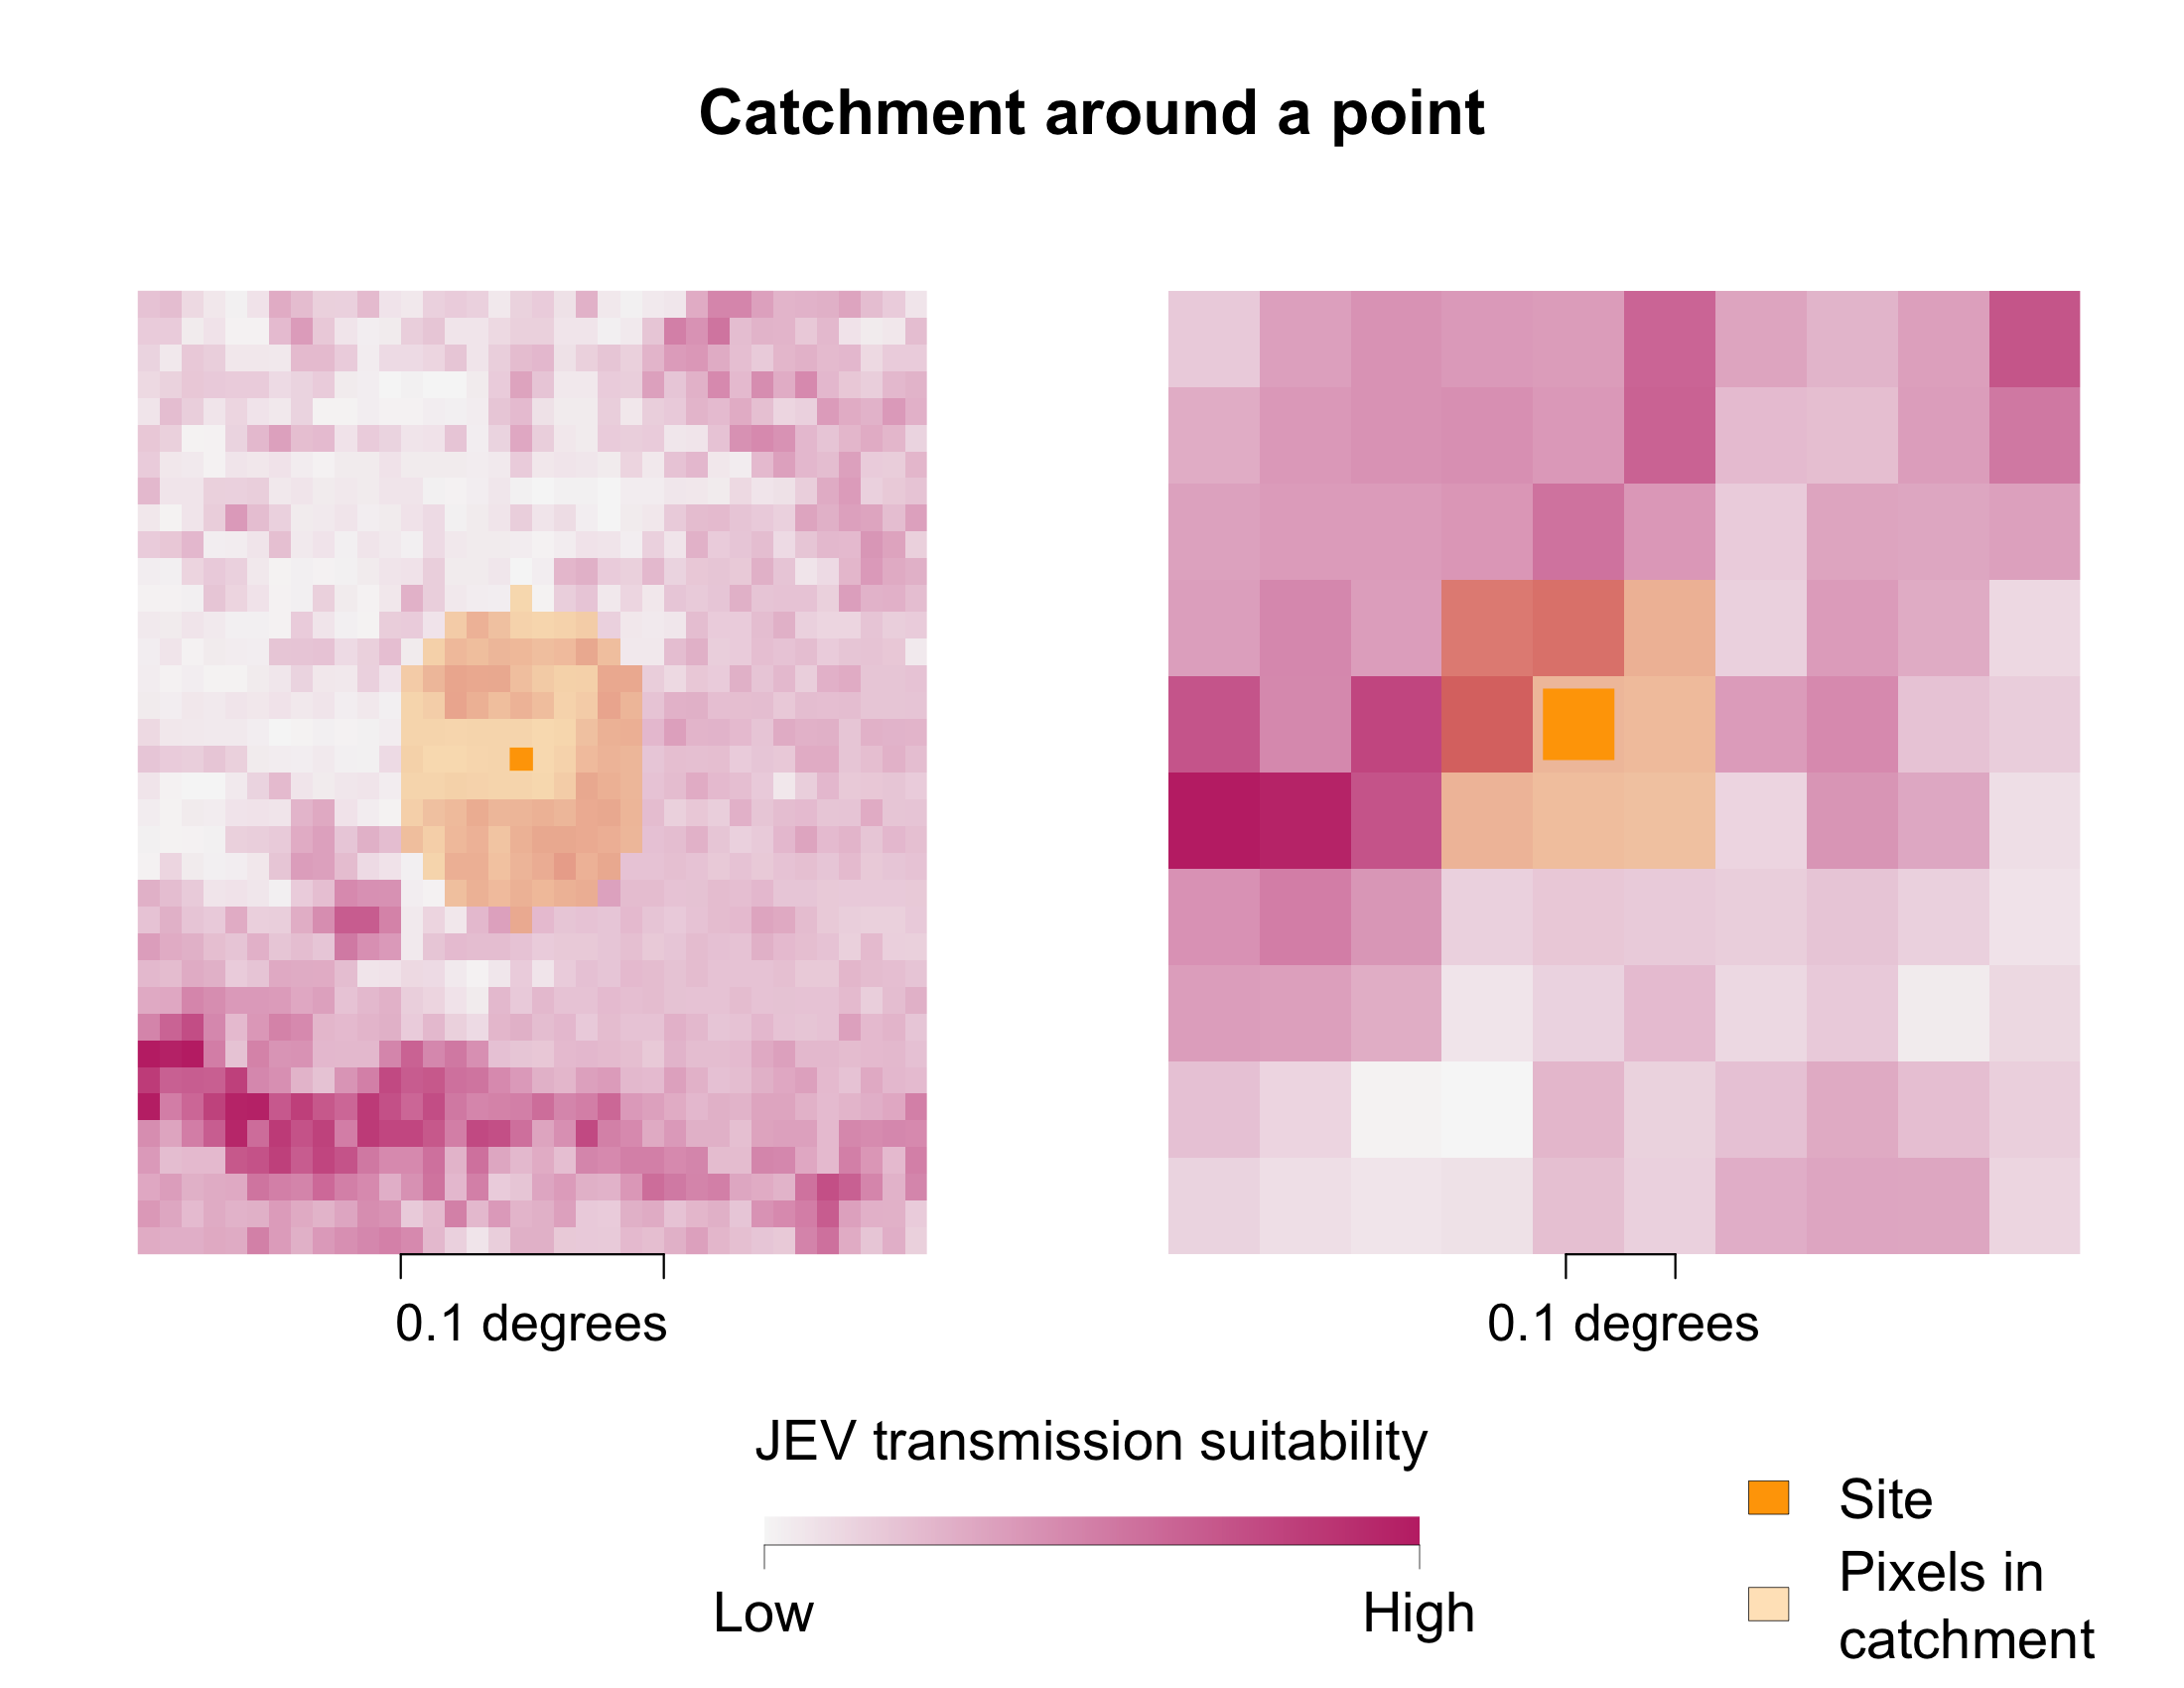 Catchment around a point
0.1 degrees
0.1 degrees
JEV transmission suitability
Low
High
Site
Pixels in
catchment